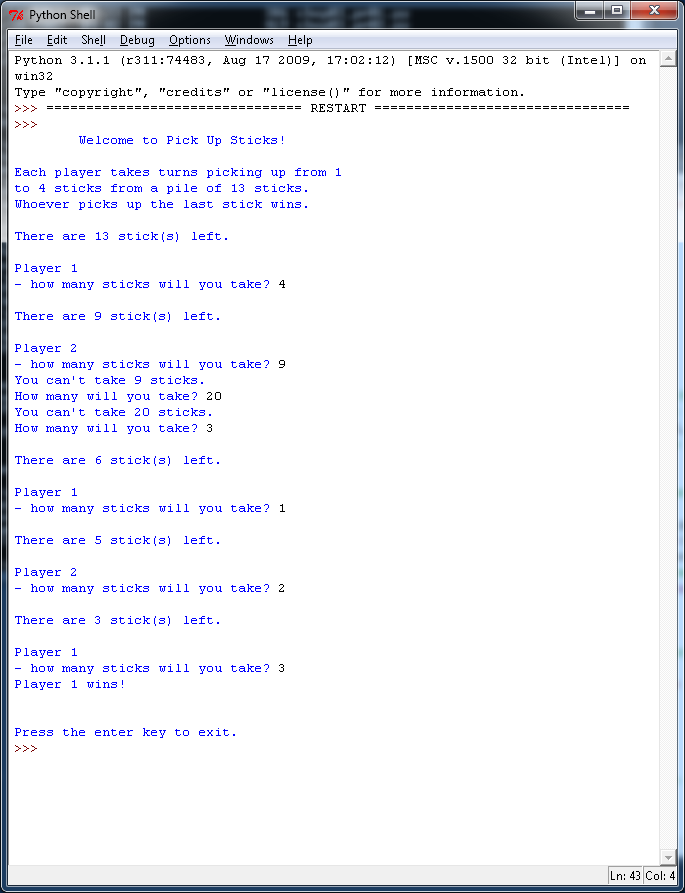 Python Shell
File Edit Shell Debug Options Windows Help
Python 3.1.1 (r311:74483, Aug 17 2009, 17:02:12) [MSC v.1500 32 bit (Intel)] on
win32
Type "copyright", "credits" or "license()" for more information.
>>> ================================ RESTART ================================
>>>
Welcome to Pick Up Sticks!
Each player takes turns picking up from 1
to 4 sticks from a pile of 13 sticks.
Whoever picks up the last stick wins.
There are 13 stick(s) left.
Player 1
- how many sticks will you take? 4
There are 9 stick(s) left.
Player 2
- how many sticks will you take? 9
You can't take 9 sticks.
How many will you take? 20
You can't take 20 sticks.
How many will you take? 3
There are 6 stick(s) left.
Player 1
- how many sticks will you take? 1
There are 5 stick(s) left.
Player 2
- how many sticks will you take? 2
There are 3 stick(s) left.
Player 1
- how many sticks will you take? 3
Player 1 wins!
Press the enter key to exit.
>>>
Ln: 43 Col: 4